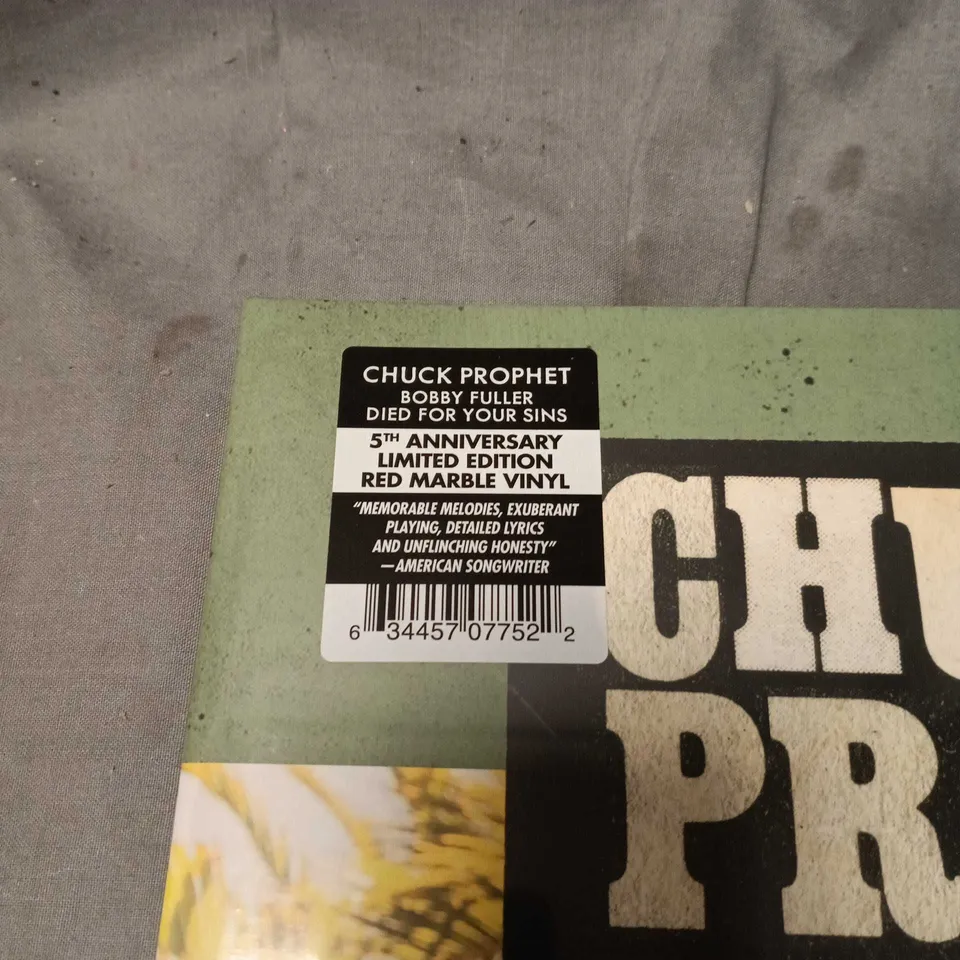 CHUCK PROPHET
BOBBY FULLER
DIED FOR YOUR SINS
5TH ANNIVERSARY
LIMITED EDITION
RED MARBLE VINYL
"MEMORABLE MELODIES, EXUBERANT
PLAYING, DETAILED LYRICS
AND UNFLINCHING HONESTY"
—AMERICAN SONGWRITER
6 34457 07752 2
CHU
PR